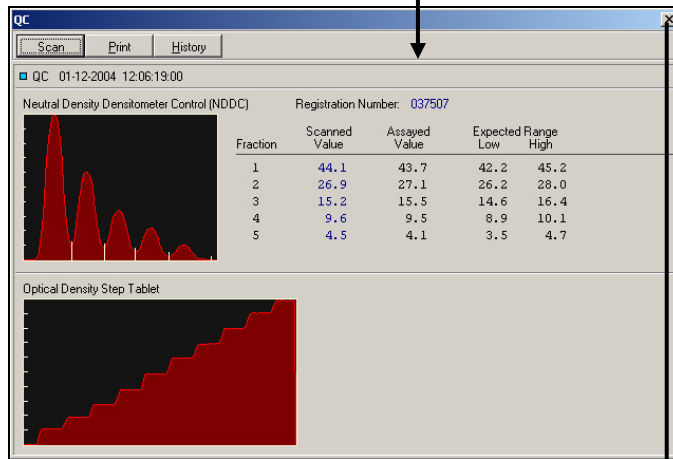 QC
Scan Print History
QC 01-12-2004 12:06:19:00
Neutral Density Densitometer Control (NDDC) Registration Number: 037507
Fraction Scanned Value Assayed Value Expected Range Low High
1 44.1 43.7 42.2 45.2
2 26.9 27.1 26.2 28.0
3 15.2 15.5 14.6 16.4
4 9.6 9.5 8.9 10.1
5 4.5 4.1 3.5 4.7
Optical Density Step Tablet